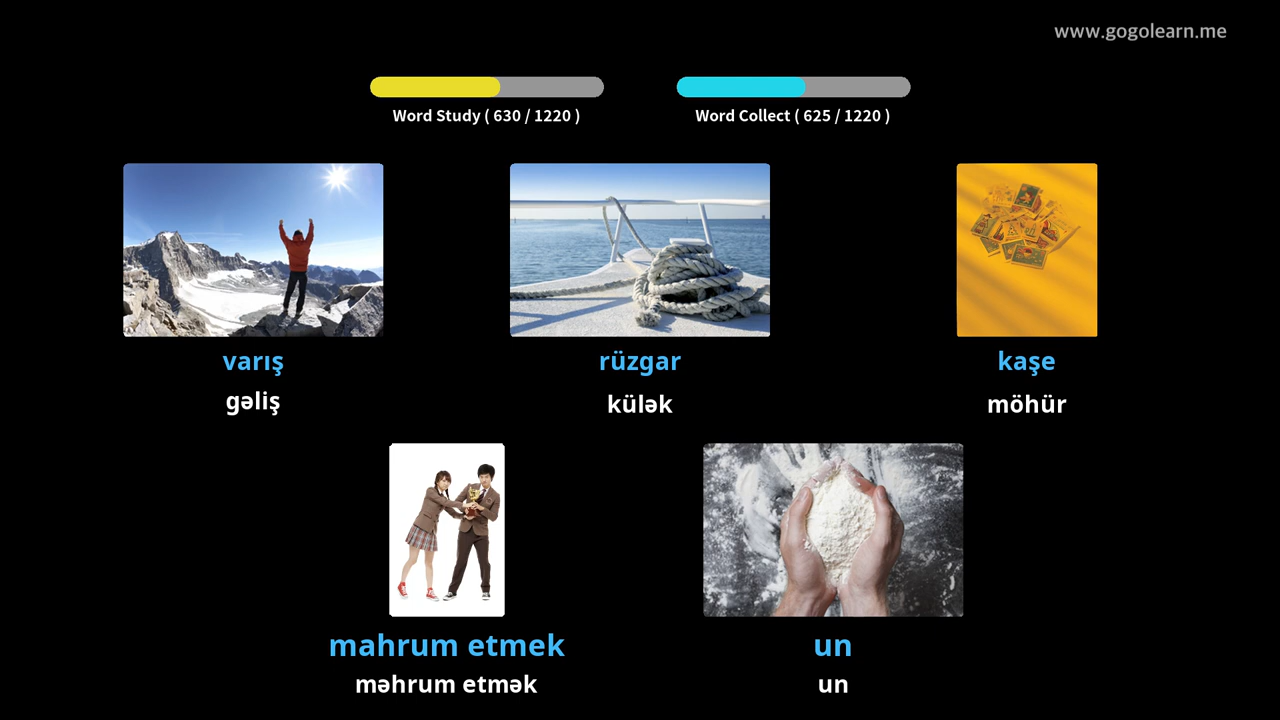 www.gogolearn.me
Word Study ( 630 / 1220 )
Word Collect ( 625 / 1220 )
varış
rüzgar
kaşe
gəliş
külək
möhür
mahrum etmek
un
məhrum etmək
un